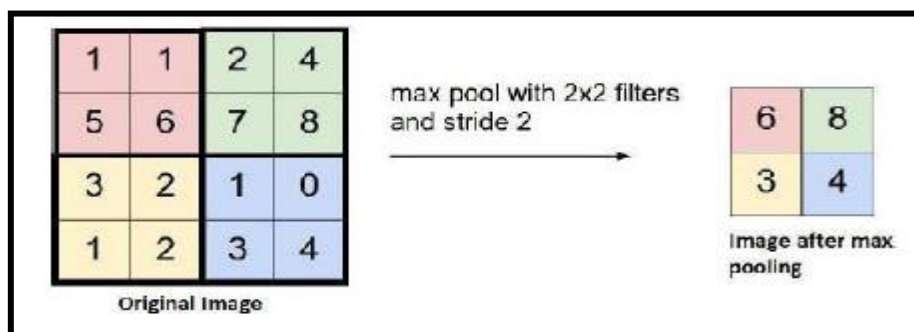 1 1 2 4
5 6 7 8
3 2 1 0
1 2 3 4
Original Image
max pool with 2x2 filters
and stride 2
6 8
3 4
Image after max
pooling